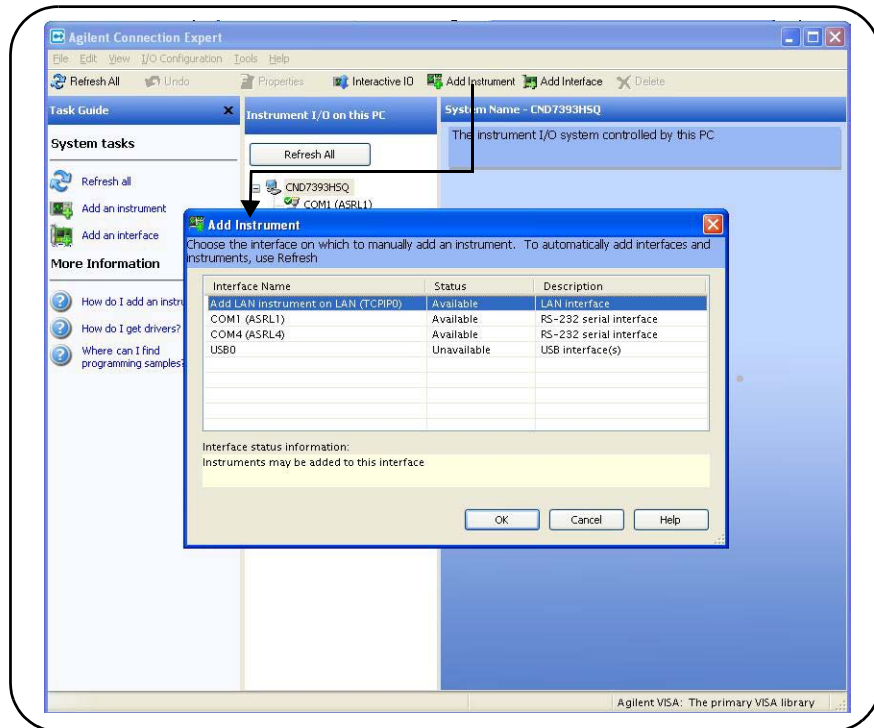 Agilent Connection Expert
File Edit View I/O Configuration Tools Help
Refresh All Undo Properties Interactive IO Add Instrument Add Interface Delete
Task Guide
System tasks
Refresh all
Add an instrument
Add an interface
More Information
How do I add an instru
How do I get drivers?
Where can I find
programming samples?
Instrument I/O on this PC
Refresh All
CND7393HSQ
COM1 (ASRL1)
System Name - CND7393HSQ
The instrument I/O system controlled by this PC
Add Instrument
Choose the interface on which to manually add an instrument. To automatically add interfaces and
instruments, use Refresh
Interface Name Status Description
Add LAN instrument on LAN (TCPIP0) Available LAN interface
COM1 (ASRL1) Available RS-232 serial interface
COM4 (ASRL4) Available RS-232 serial interface
USB0 Unavailable USB interface(s)
Interface status information:
Instruments may be added to this interface
OK Cancel Help
Agilent VISA: The primary VISA library